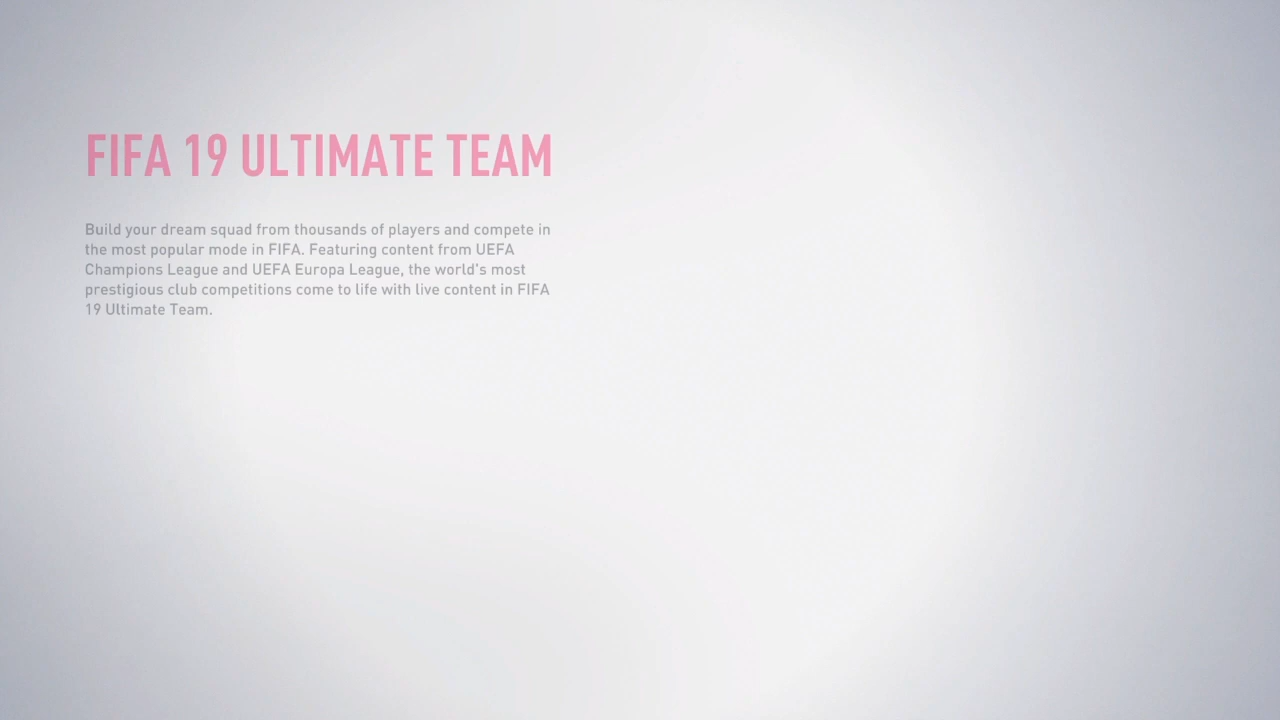 FIFA 19 ULTIMATE TEAM
Build your dream squad from thousands of players and compete in
the most popular mode in FIFA. Featuring content from UEFA
Champions League and UEFA Europa League, the world's most
prestigious club competitions come to life with live content in FIFA
19 Ultimate Team.